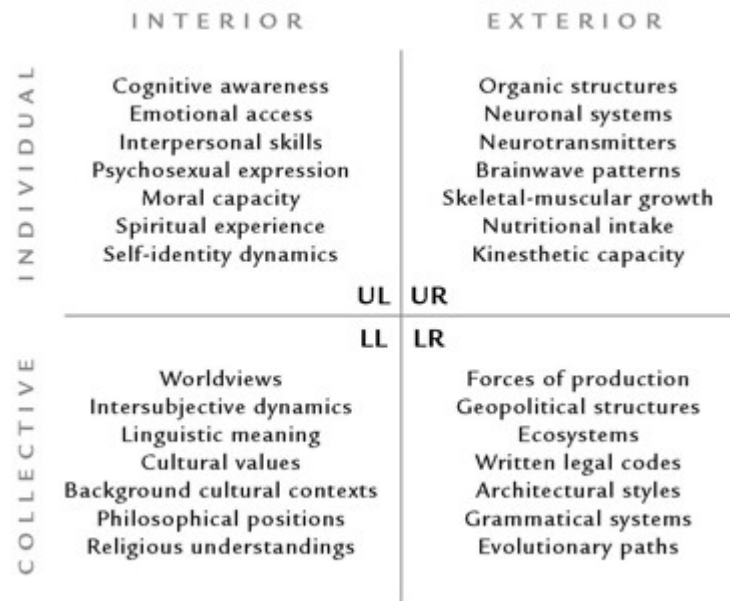 INTERIOR
EXTERIOR
INDIVIDUAL
Cognitive awareness
Emotional access
Interpersonal skills
Psychosexual expression
Moral capacity
Spiritual experience
Self-identity dynamics
UL
Organic structures
Neuronal systems
Neurotransmitters
Brainwave patterns
Skeletal-muscular growth
Nutritional intake
Kinesthetic capacity
UR
COLLECTIVE
LL
Worldviews
Intersubjective dynamics
Linguistic meaning
Cultural values
Background cultural contexts
Philosophical positions
Religious understandings
LR
Forces of production
Geopolitical structures
Ecosystems
Written legal codes
Architectural styles
Grammatical systems
Evolutionary paths